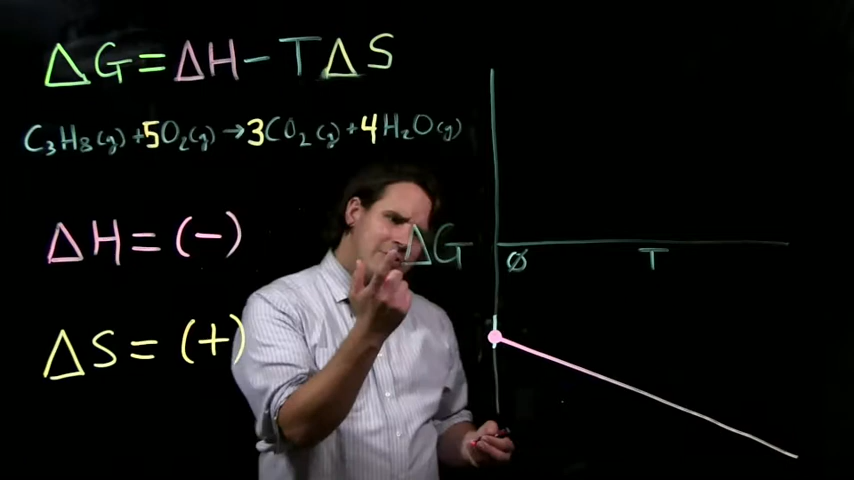 ΔG = ΔH - TΔS
C₃H₈(g) + 5O₂(g) → 3CO₂(g) + 4H₂O(g)
ΔH = (-)
ΔS = (+)
ΔG
Ø
T